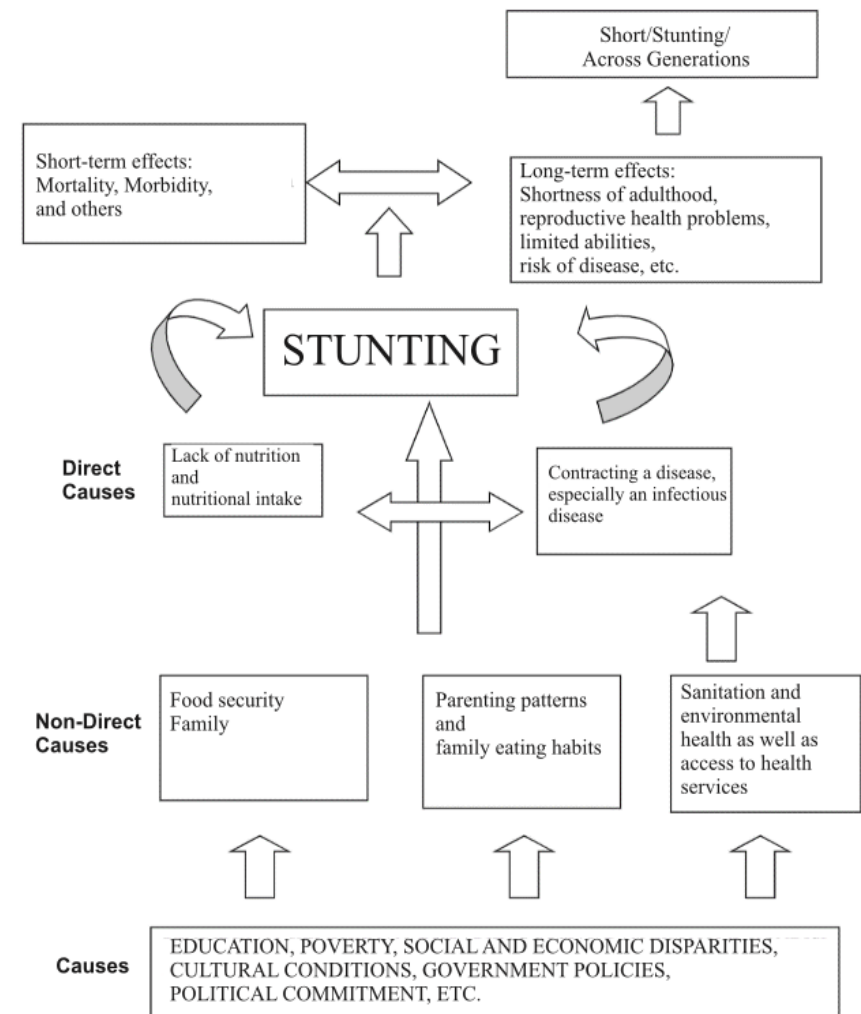 Short/Stunting/
Across Generations
Short-term effects:
Mortality, Morbidity,
and others
Long-term effects:
Shortness of adulthood,
reproductive health problems,
limited abilities,
risk of disease, etc.
STUNTING
Direct
Causes
Lack of nutrition
and
nutritional intake
Contracting a disease,
especially an infectious
disease
Non-Direct
Causes
Food security
Family
Parenting patterns
and
family eating habits
Sanitation and
environmental
health as well as
access to health
services
Causes
EDUCATION, POVERTY, SOCIAL AND ECONOMIC DISPARITIES,
CULTURAL CONDITIONS, GOVERNMENT POLICIES,
POLITICAL COMMITMENT, ETC.